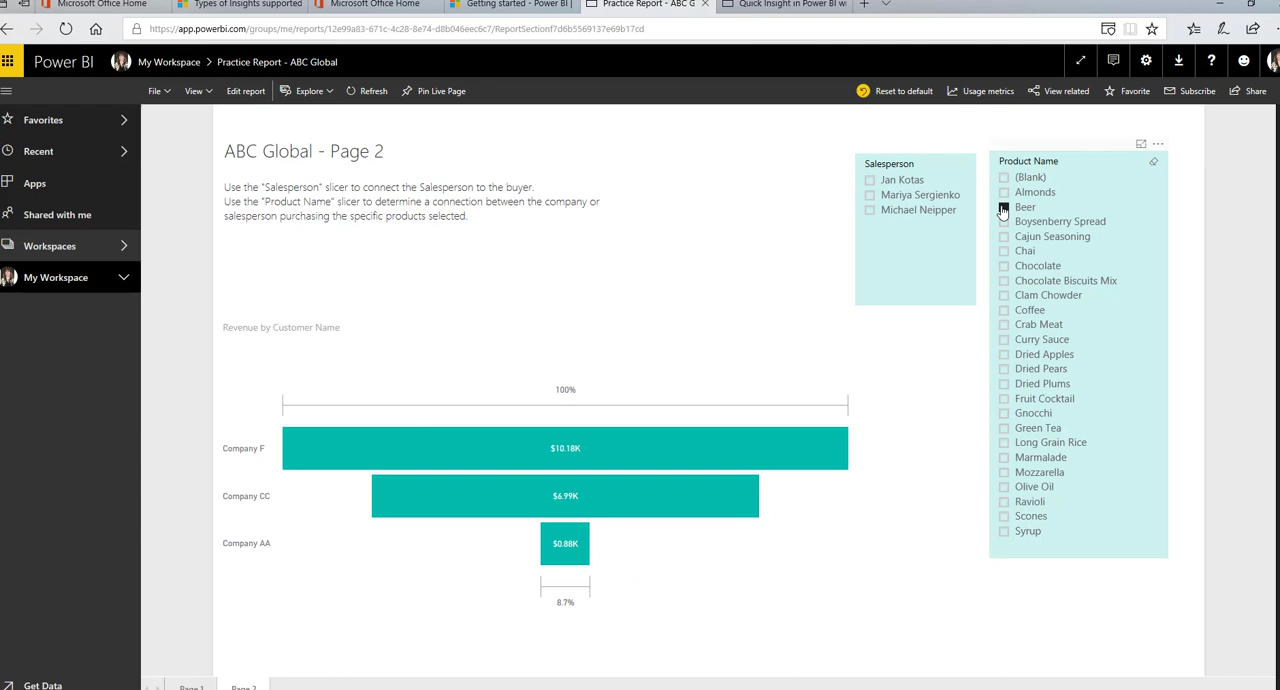 Microsoft Office Home
Types of Insights supported
Microsoft Office Home
Getting started - Power BI |
Practice Report - ABC G
Quick Insight in Power BI wi
https://app.powerbi.com/groups/me/reports/12e99a83-671c-4c28-8e74-d8b046eec6c7/ReportSectionf7d6b5569137e69b17cd
Power BI
My Workspace > Practice Report - ABC Global
File
View
Edit report
Explore
Refresh
Pin Live Page
Reset to default
Usage metrics
View related
Favorite
Subscribe
Share
Favorites
Recent
Apps
Shared with me
Workspaces
My Workspace
Get Data
ABC Global - Page 2
Use the "Salesperson" slicer to connect the Salesperson to the buyer.
Use the "Product Name" slicer to determine a connection between the company or
salesperson purchasing the specific products selected.
Salesperson
Jan Kotas
Mariya Sergienko
Michael Neipper
Product Name
(Blank)
Almonds
Beer
Boysenberry Spread
Cajun Seasoning
Chai
Chocolate
Chocolate Biscuits Mix
Clam Chowder
Coffee
Crab Meat
Curry Sauce
Dried Apples
Dried Pears
Dried Plums
Fruit Cocktail
Gnocchi
Green Tea
Long Grain Rice
Marmalade
Mozzarella
Olive Oil
Ravioli
Scones
Syrup
Revenue by Customer Name
100%
Company F
$10.18K
Company CC
$6.99K
Company AA
$0.88K
8.7%
Page 1
Page 2